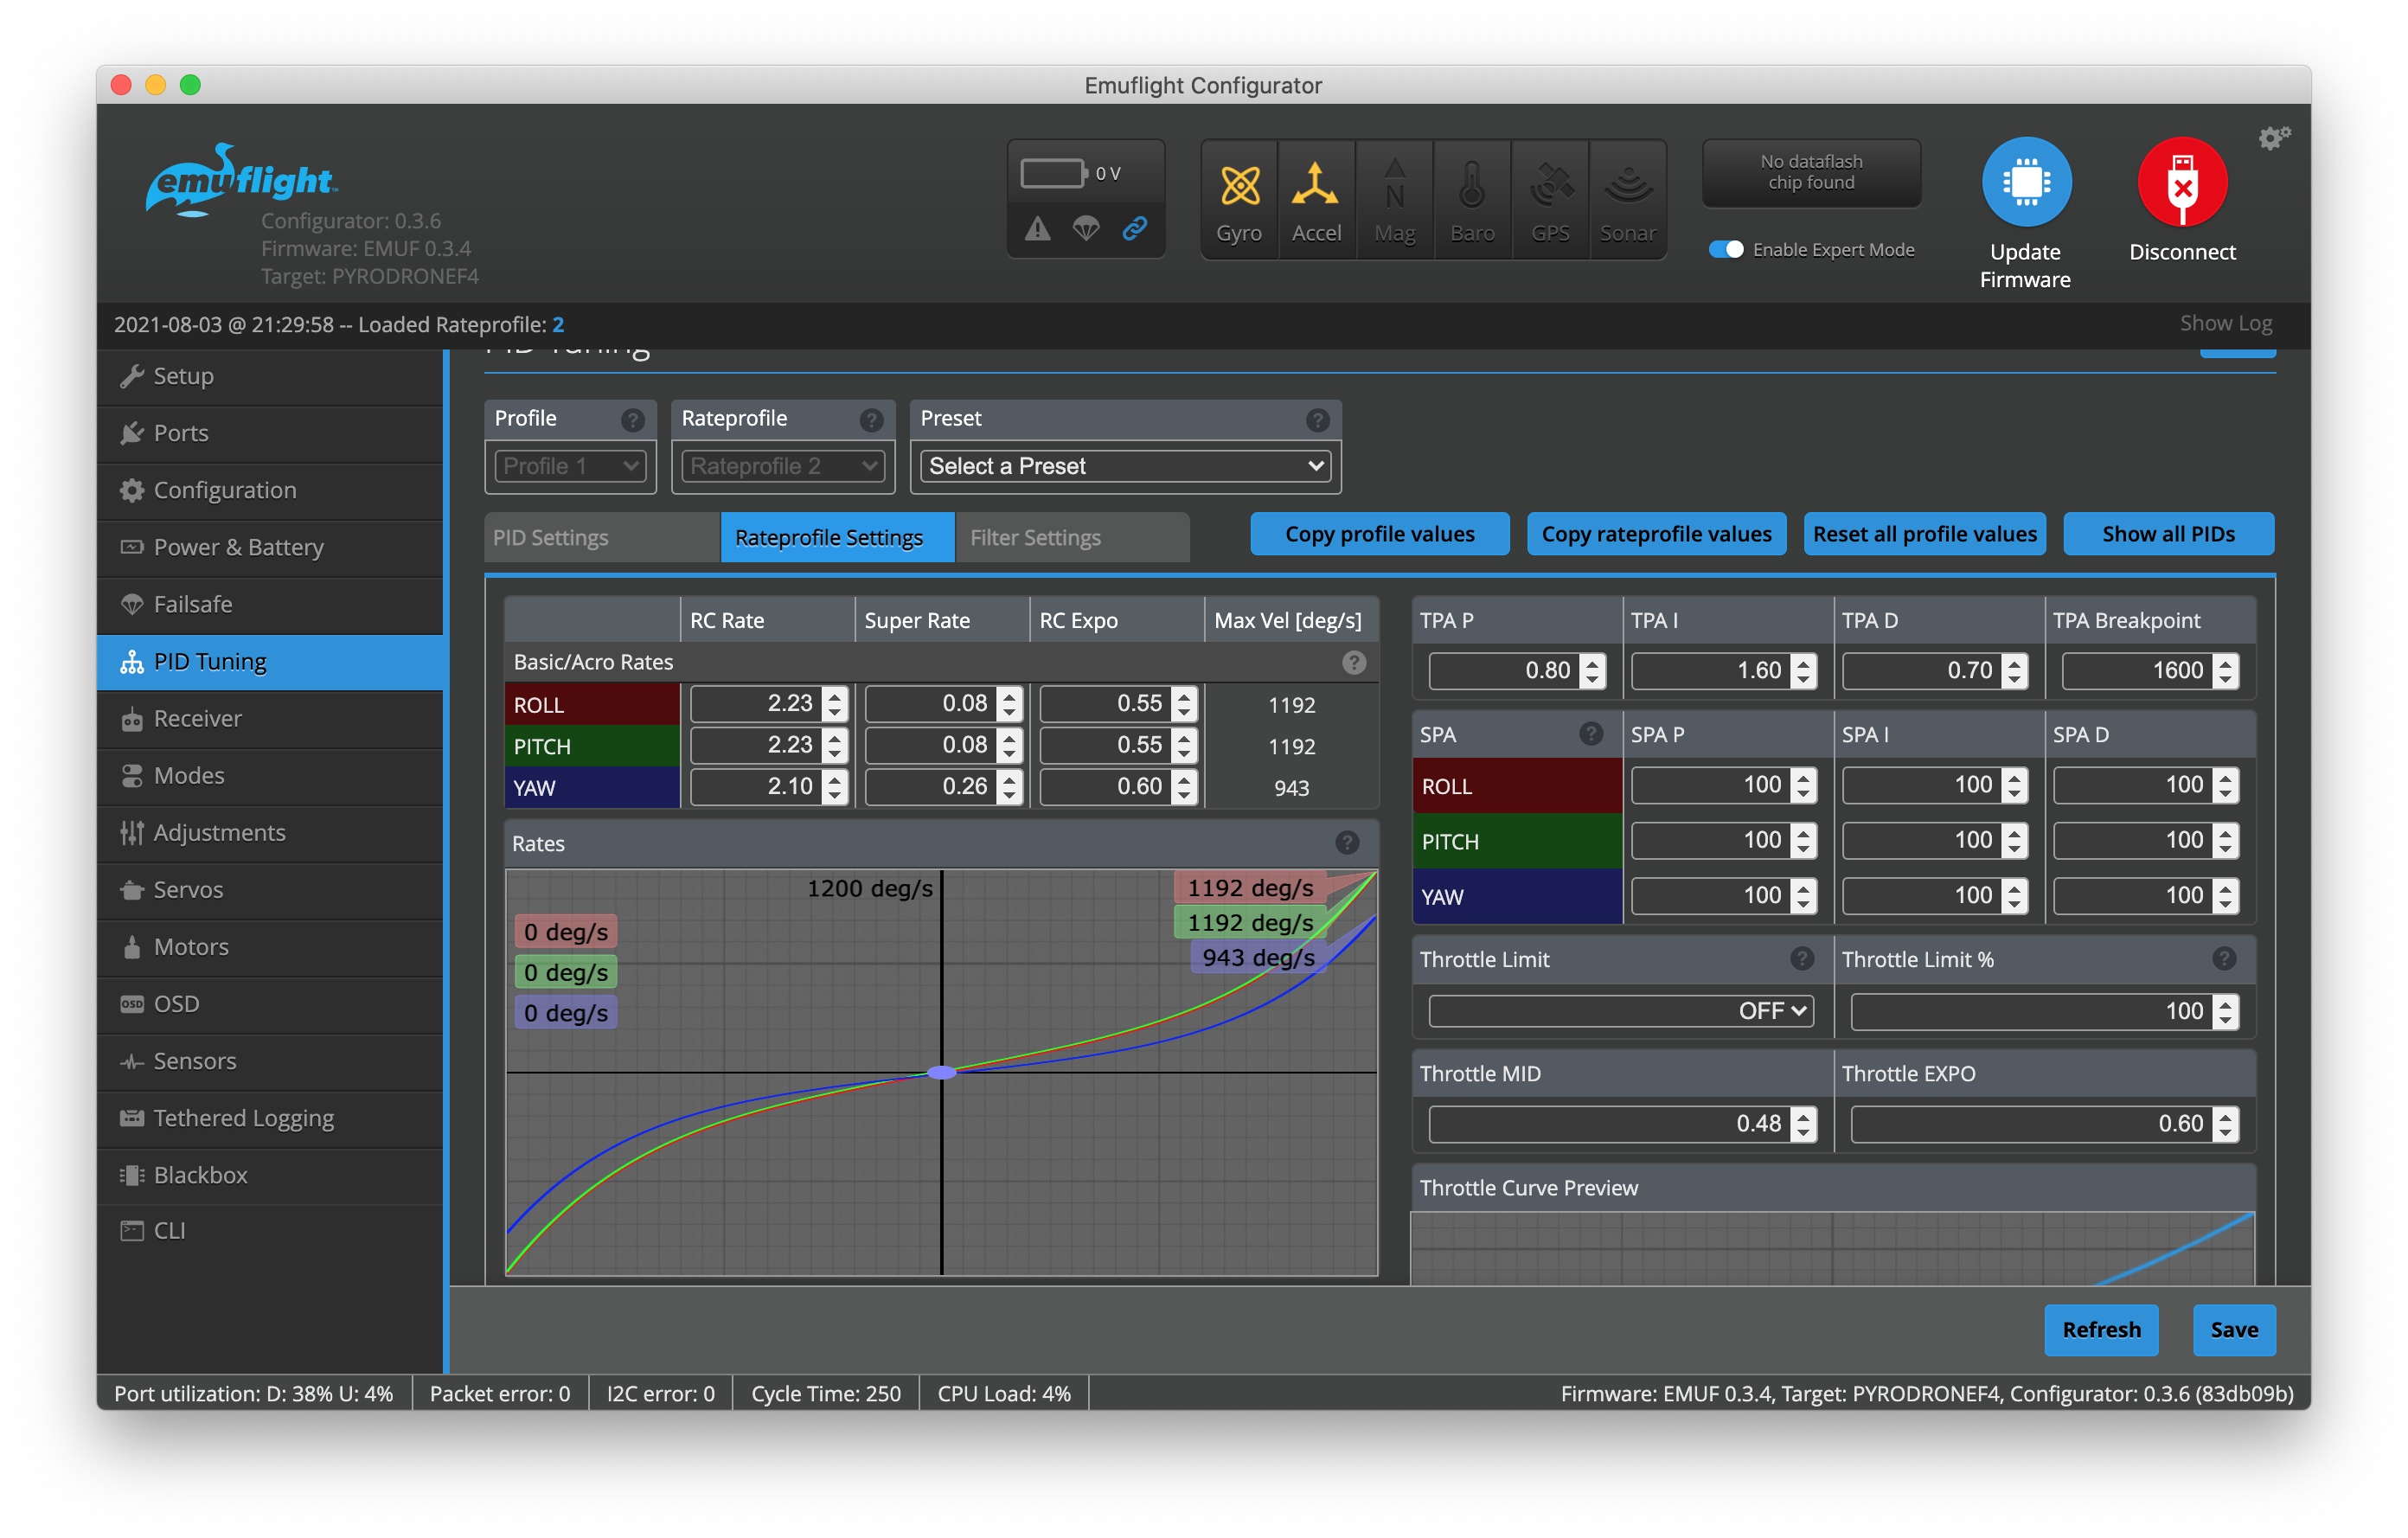 Emuflight Configurator
emuflight
Configurator: 0.3.6
Firmware: EMUF 0.3.4
Target: PYRODRONEF4
0 V
Gyro Accel Mag Baro GPS Sonar
N
No dataflash
chip found
Enable Expert Mode
Update
Firmware
Disconnect
2021-08-03 @ 21:29:58 -- Loaded Rateprofile: 2
Show Log
Setup
Ports
Configuration
Power & Battery
Failsafe
PID Tuning
Receiver
Modes
Adjustments
Servos
Motors
OSD OSD
Sensors
Tethered Logging
Blackbox
CLI
PID Tuning
Profile ? Rateprofile ? Preset ?
Profile 1 Rateprofile 2 Select a Preset
PID Settings Rateprofile Settings Filter Settings
Copy profile values Copy rateprofile values Reset all profile values Show all PIDs
RC Rate Super Rate RC Expo Max Vel [deg/s]
Basic/Acro Rates ?
ROLL 2.23 0.08 0.55 1192
PITCH 2.23 0.08 0.55 1192
YAW 2.10 0.26 0.60 943
Rates ?
1200 deg/s
1192 deg/s
1192 deg/s
943 deg/s
0 deg/s
0 deg/s
0 deg/s
TPA P TPA I TPA D TPA Breakpoint
0.80 1.60 0.70 1600
SPA ? SPA P SPA I SPA D
ROLL 100 100 100
PITCH 100 100 100
YAW 100 100 100
Throttle Limit ? Throttle Limit % ?
OFF 100
Throttle MID Throttle EXPO
0.48 0.60
Throttle Curve Preview
Refresh Save
Port utilization: D: 38% U: 4% Packet error: 0 I2C error: 0 Cycle Time: 250 CPU Load: 4%
Firmware: EMUF 0.3.4, Target: PYRODRONEF4, Configurator: 0.3.6 (83db09b)